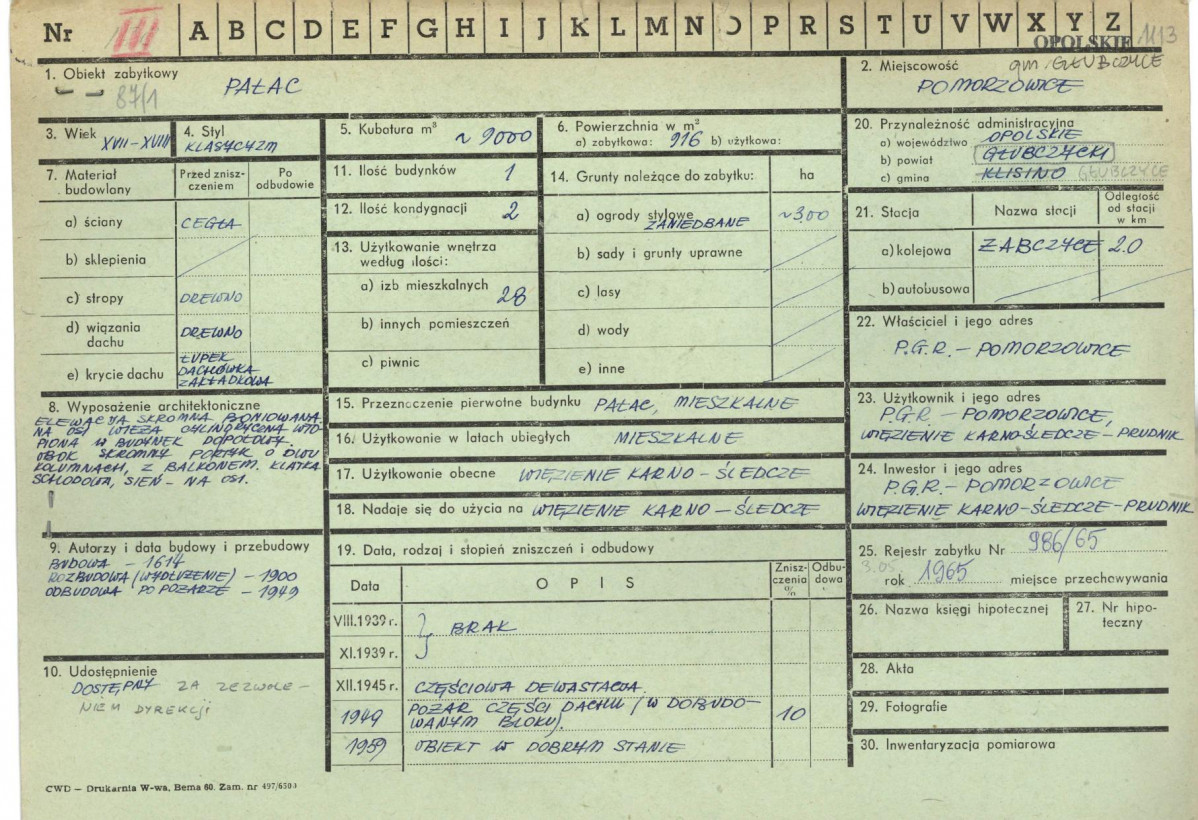 Nr III A B C D E F G H I J K L M N O P R S T U V W X Y Z
OPOLSKIE 1113
1. Obiekt zabytkowy
87/1
PAŁAC
2. Miejscowość gm. GŁUBCZYCE
POMORZOWICE
3. Wiek
XVII - XVIII
4. Styl
KLASYCYZM
5. Kubatura m³ ~ 9000
6. Powierzchnia w m²
a) zabytkowa: 916 b) użytkowa:
20. Przynależność administracyjna
a) województwo OPOLSKIE
b) powiat GŁUBCZYCKI
c) gmina KLISINO GŁUBCZYCE
7. Materiał budowlany
Przed zniszczeniem
Po odbudowie
a) ściany CEGŁA
b) sklepienia
c) stropy DREWNO
d) wiązania dachu DREWNO
e) krycie dachu ŁUPEK
DACHÓWKA
ZAKŁADKOWA
11. Ilość budynków 1
12. Ilość kondygnacji 2
13. Użytkowanie wnętrza
według ilości:
a) izb mieszkalnych 28
b) innych pomieszczeń
c) piwnic
14. Grunty należące do zabytku: ha
a) ogrody stylowe ~3,00
ZANIEDBANE
b) sady i grunty uprawne
c) lasy
d) wody
e) inne
21. Stacja
Nazwa stacji
Odległość od stacji w km
a) kolejowa ZABCZYCE 2.0
b) autobusowa
22. Właściciel i jego adres
P.G.R. - POMORZOWICE
8. Wyposażenie architektoniczne
ELEWACJA SKROMNA BONIOWANA
NA OSI WIEŻA CYLINDRYCZNA WTO-
PIONA W BUDYNEK DOPOŁOWY.
OBOK SKROMNY PORTYK O DWU
KOLUMNACH, Z BALKONEM. KLATKA
SCHODOWA, SIEŃ - NA OSI.
15. Przeznaczenie pierwotne budynku PAŁAC, MIESZKALNE
16. Użytkowanie w latach ubiegłych MIESZKALNE
17. Użytkowanie obecne WIĘZIENIE KARNO - ŚLEDCZE
18. Nadaje się do użycia na WIĘZIENIE KARNO - ŚLEDCZE
23. Użytkownik i jego adres
P.G.R. - POMORZOWICE,
WIĘZIENIE KARNO-ŚLEDCZE - PRUDNIK
24. Inwestor i jego adres
P.G.R. - POMORZOWICE
WIĘZIENIE KARNO-ŚLEDCZE - PRUDNIK
9. Autorzy i data budowy i przebudowy
BUDOWA - 1614
ROZBUDOWA (WYDŁUŻENIE) - 1900
ODBUDOWA PO POŻARZE - 1949
19. Data, rodzaj i stopień zniszczeń i odbudowy
Data
OPIS
Zniszczenia %
Odbudowa
VIII.1939 r.
BRAK
XI.1939 r.
XII.1945 r. CZĘŚCIOWA DEWASTACJA.
1949 POŻAR CZĘŚCI DACHU (W DOBUDO-
WANYM BLOKU). 10
1959 OBIEKT W DOBRYM STANIE
25. Rejestr zabytku Nr 986/65
3.05. rok 1965 miejsce przechowywania
26. Nazwa księgi hipotecznej
27. Nr hipoteczny
28. Akta
29. Fotografie
30. Inwentaryzacja pomiarowa
10. Udostępnienie
DOSTĘPNY ZA ZEZWOLE-
NIEM DYREKCJI
CWD — Drukarnia W-wa, Bema 60. Zam. nr 497/650